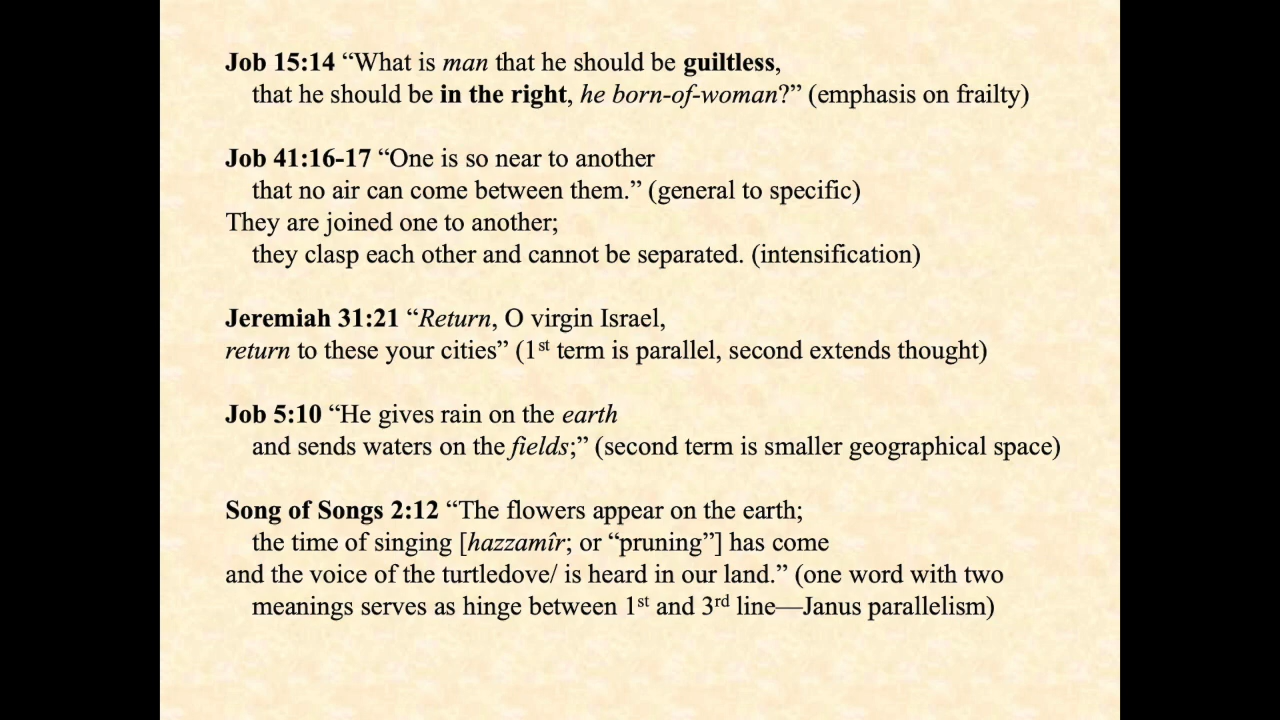 Job 15:14 “What is man that he should be guiltless,
that he should be in the right, he born-of-woman?” (emphasis on frailty)
Job 41:16-17 “One is so near to another
that no air can come between them.” (general to specific)
They are joined one to another;
they clasp each other and cannot be separated. (intensification)
Jeremiah 31:21 “Return, O virgin Israel,
return to these your cities” (1st term is parallel, second extends thought)
Job 5:10 “He gives rain on the earth
and sends waters on the fields;” (second term is smaller geographical space)
Song of Songs 2:12 “The flowers appear on the earth;
the time of singing [hazzamîr; or “pruning”] has come
and the voice of the turtledove/ is heard in our land.” (one word with two
meanings serves as hinge between 1st and 3rd line—Janus parallelism)